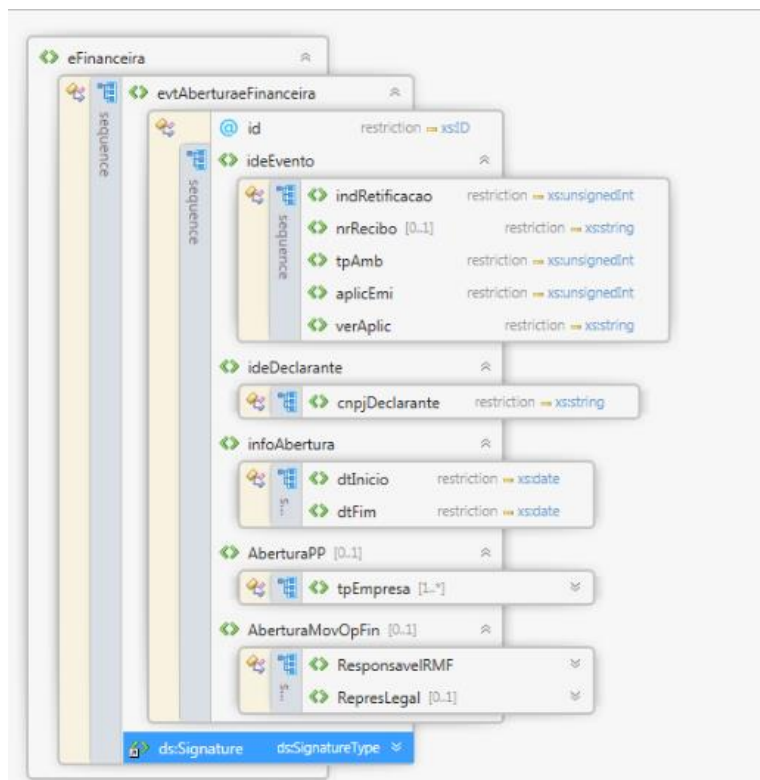 eFinanceira
sequence
evtAberturaeFinanceira
sequence
@ id restriction xs:ID
ideEvento
sequence
indRetificacao restriction xs:unsignedInt
nrRecibo [0..1] restriction xs:string
tpAmb restriction xs:unsignedInt
aplicEmi restriction xs:unsignedInt
verAplic restriction xs:string
ideDeclarante
cnpjDeclarante restriction xs:string
infoAbertura
s...
dtInicio restriction xs:date
dtFim restriction xs:date
AberturaPP [0..1]
tpEmpresa [1..*]
AberturaMovOpFin [0..1]
s...
ResponsavelRMF
RepresLegal [0..1]
ds:Signature ds:SignatureType